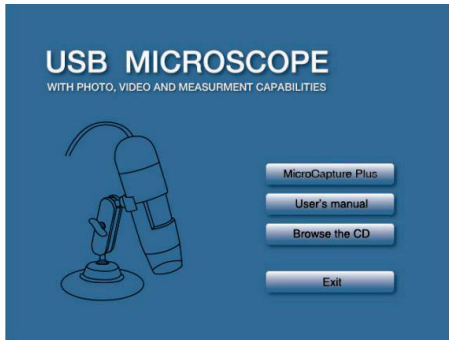 USB MICROSCOPE
WITH PHOTO, VIDEO AND MEASURMENT CAPABILITIES
MicroCapture Plus
User's manual
Browse the CD
Exit